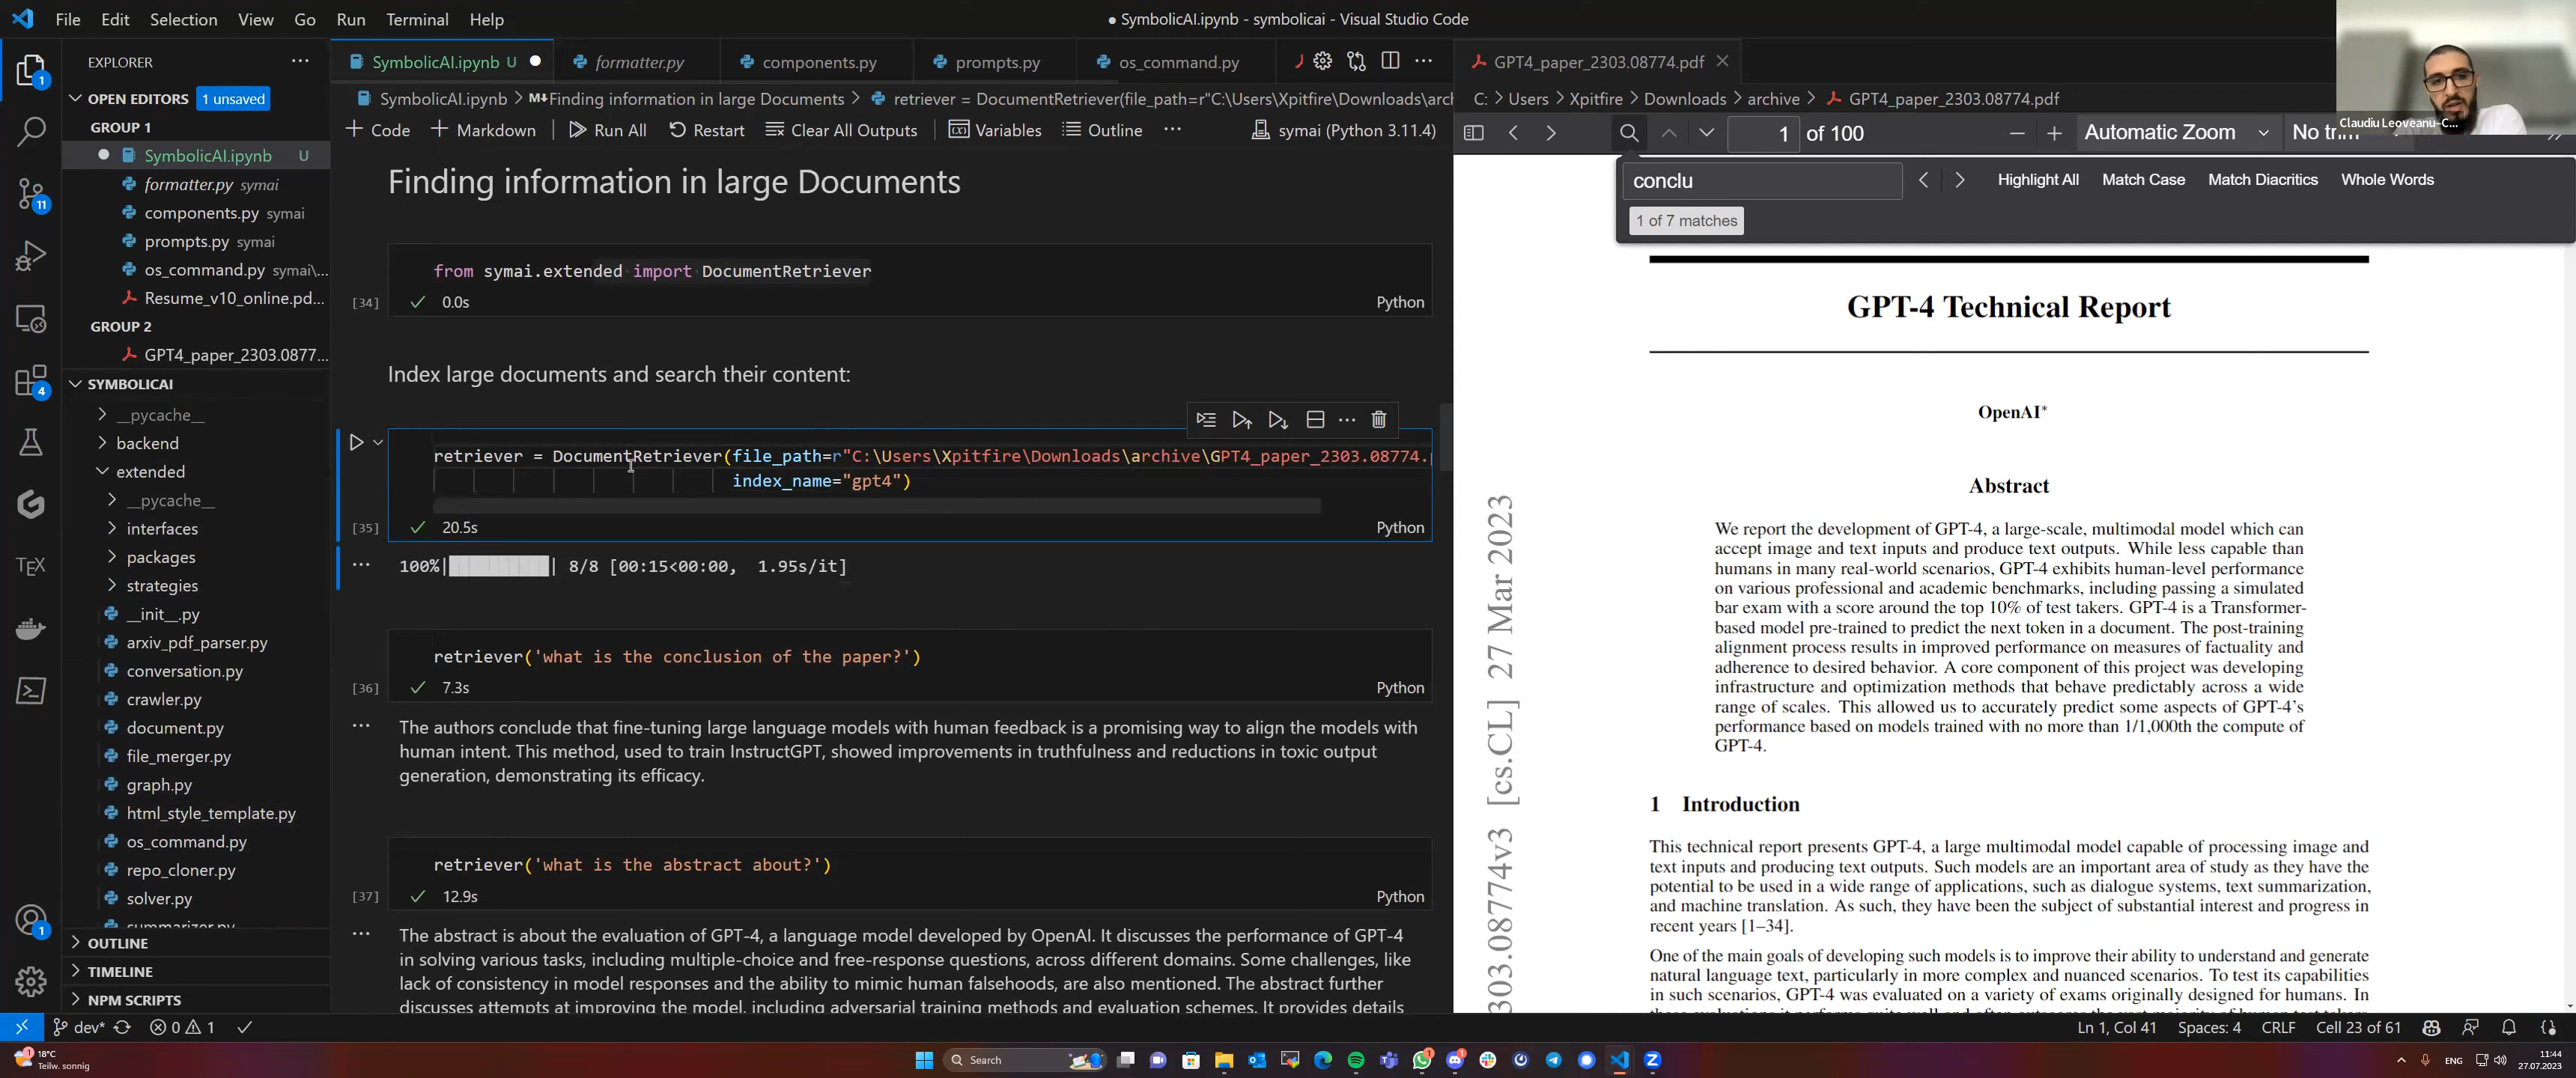 File Edit Selection View Go Run Terminal Help
● SymbolicAI.ipynb - symbolicai - Visual Studio Code
EXPLORER
OPEN EDITORS 1 unsaved
GROUP 1
SymbolicAI.ipynb U
formatter.py symai
components.py symai
prompts.py symai
os_command.py symai\...
Resume_v10_online.pd...
GROUP 2
GPT4_paper_2303.0877...
SYMBOLICAI
__pycache__
backend
extended
__pycache__
interfaces
packages
strategies
__init__.py
arxiv_pdf_parser.py
conversation.py
crawler.py
document.py
file_merger.py
graph.py
html_style_template.py
os_command.py
repo_cloner.py
solver.py
summarizer.py
OUTLINE
TIMELINE
NPM SCRIPTS
1
11
4
TEX
1
SymbolicAI.ipynb U
formatter.py
components.py
prompts.py
os_command.py
SymbolicAI.ipynb > M↓Finding information in large Documents > retriever = DocumentRetriever(file_path=r"C:\Users\Xpitfire\Downloads\arc
+ Code + Markdown Run All Restart Clear All Outputs Variables Outline ... symai (Python 3.11.4)
Finding information in large Documents
from symai.extended import DocumentRetriever
[34] 0.0s Python
Index large documents and search their content:
retriever = DocumentRetriever(file_path=r"C:\Users\Xpitfire\Downloads\archive\GPT4_paper_2303.08774.
index_name="gpt4")
[35] 20.5s Python
100%|██████████| 8/8 [00:15<00:00, 1.95s/it]
retriever('what is the conclusion of the paper?')
[36] 7.3s Python
The authors conclude that fine-tuning large language models with human feedback is a promising way to align the models with
human intent. This method, used to train InstructGPT, showed improvements in truthfulness and reductions in toxic output
generation, demonstrating its efficacy.
retriever('what is the abstract about?')
[37] 12.9s Python
The abstract is about the evaluation of GPT-4, a language model developed by OpenAI. It discusses the performance of GPT-4
in solving various tasks, including multiple-choice and free-response questions, across different domains. Some challenges, like
lack of consistency in model responses and the ability to mimic human falsehoods, are also mentioned. The abstract further
discusses attempts at improving the model, including adversarial training methods and evaluation schemes. It provides details
GPT4_paper_2303.08774.pdf
C: > Users > Xpitfire > Downloads > archive > GPT4_paper_2303.08774.pdf
1 of 100 Automatic Zoom No trim
Claudiu Leoveanu-C...
conclu Highlight All Match Case Match Diacritics Whole Words
1 of 7 matches
GPT-4 Technical Report
OpenAI*
Abstract
We report the development of GPT-4, a large-scale, multimodal model which can
accept image and text inputs and produce text outputs. While less capable than
humans in many real-world scenarios, GPT-4 exhibits human-level performance
on various professional and academic benchmarks, including passing a simulated
bar exam with a score around the top 10% of test takers. GPT-4 is a Transformer-
based model pre-trained to predict the next token in a document. The post-training
alignment process results in improved performance on measures of factuality and
adherence to desired behavior. A core component of this project was developing
infrastructure and optimization methods that behave predictably across a wide
range of scales. This allowed us to accurately predict some aspects of GPT-4's
performance based on models trained with no more than 1/1,000th the compute of
GPT-4.
1 Introduction
This technical report presents GPT-4, a large multimodal model capable of processing image and
text inputs and producing text outputs. Such models are an important area of study as they have the
potential to be used in a wide range of applications, such as dialogue systems, text summarization,
and machine translation. As such, they have been the subject of substantial interest and progress in
recent years [1–34].
One of the main goals of developing such models is to improve their ability to understand and generate
natural language text, particularly in more complex and nuanced scenarios. To test its capabilities
in such scenarios, GPT-4 was evaluated on a variety of exams originally designed for humans. In
303.08774v3 [cs.CL] 27 Mar 2023
dev* 0 1
Ln 1, Col 41 Spaces: 4 CRLF Cell 23 of 61
18°C
Teilw. sonnig
Search
ENG
11:44
27.07.2023